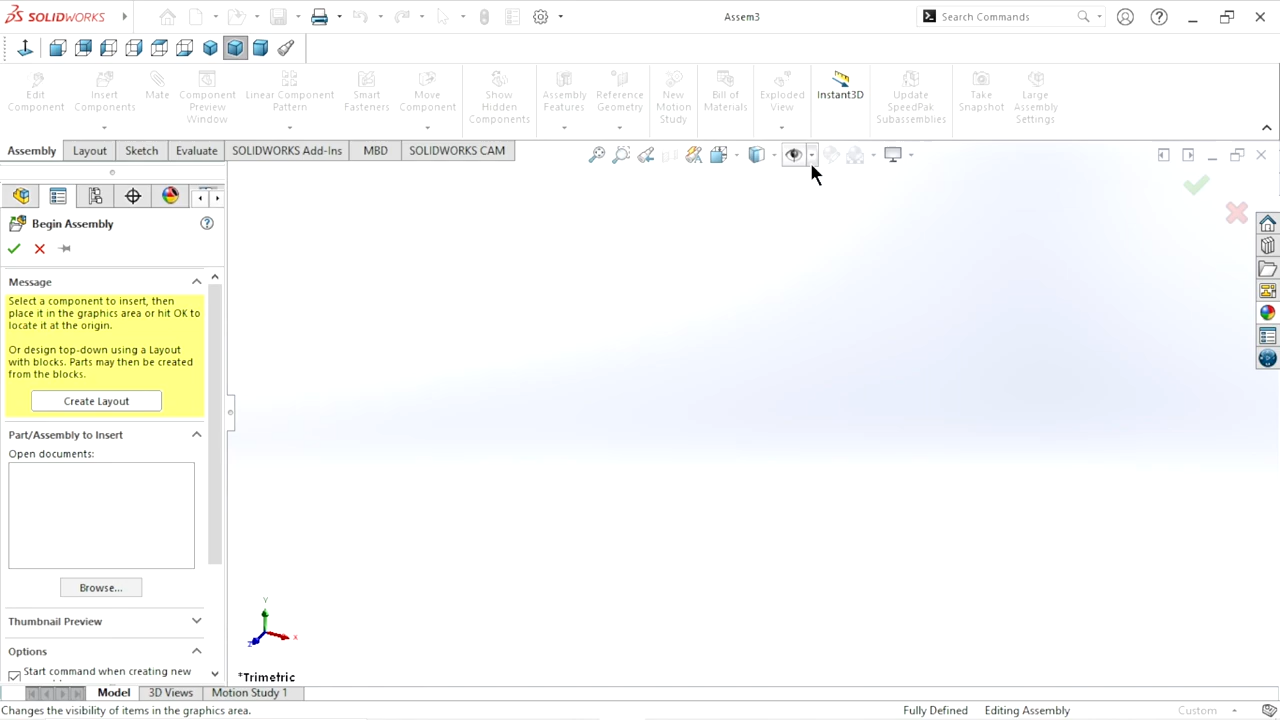 SOLIDWORKS
Assem3
Search Commands
Edit
Component
Insert
Components
Mate
Component
Preview
Window
Linear Component
Pattern
Smart
Fasteners
Move
Component
Show
Hidden
Components
Assembly
Features
Reference
Geometry
New
Motion
Study
Bill of
Materials
Exploded
View
Instant3D
Update
SpeedPak
Subassemblies
Take
Snapshot
Large
Assembly
Settings
Assembly
Layout
Sketch
Evaluate
SOLIDWORKS Add-Ins
MBD
SOLIDWORKS CAM
Begin Assembly
Message
Select a component to insert, then
place it in the graphics area or hit OK to
locate it at the origin.
Or design top-down using a Layout
with blocks. Parts may then be created
from the blocks.
Create Layout
Part/Assembly to Insert
Open documents:
Browse...
Thumbnail Preview
Options
Start command when creating new
Y
X
Z
*Trimetric
Model
3D Views
Motion Study 1
Changes the visibility of items in the graphics area.
Fully Defined
Editing Assembly
Custom